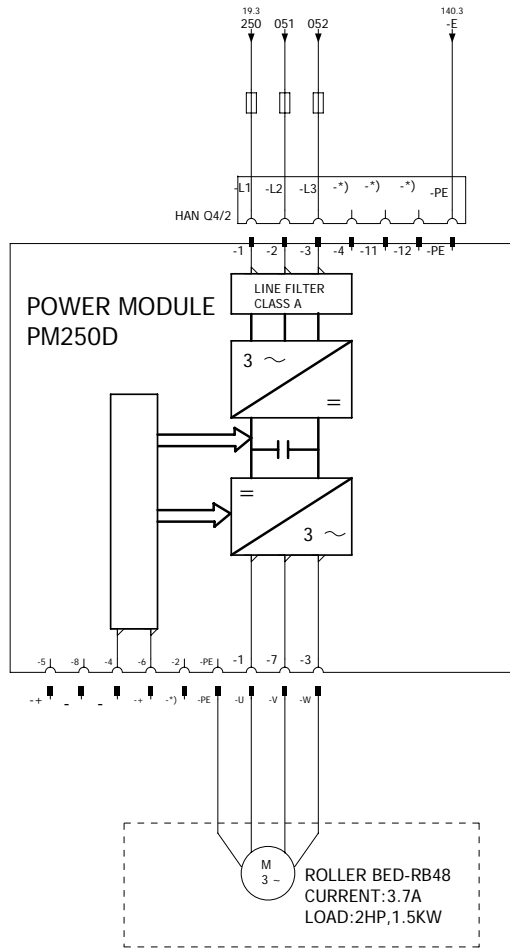 19.3 140.3
250 051 052 -E
-L1 -L2 -L3 -*) -*) -*) -PE
HAN Q4/2
-1 -2 -3 -4 -11 -12 -PE
LINE FILTER
CLASS A
POWER MODULE
PM250D
3 ~
=
=
3 ~
-5 -8 -4 -6 -2 -PE -1 -7 -3
-+ - - -+ -*) -PE -U -V -W
M
3 ~
ROLLER BED-RB48
CURRENT:3.7A
LOAD:2HP,1.5KW